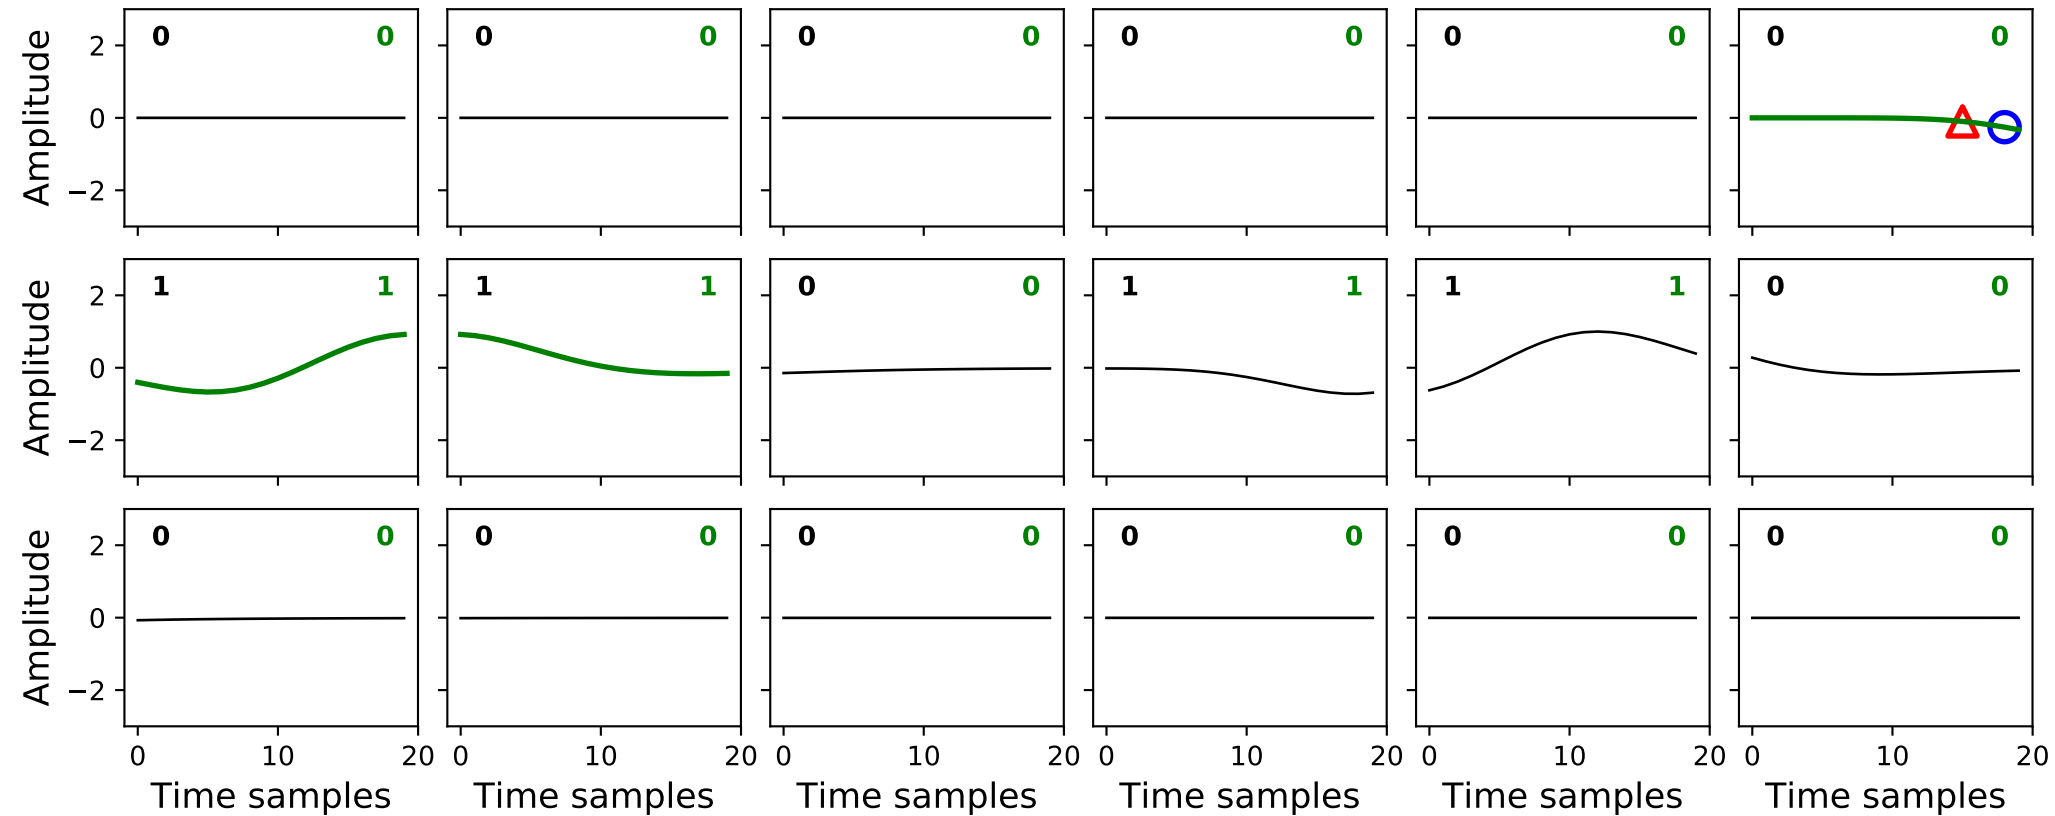 Amplitude 2 0 −2 0 0 0 0 0 0 0 0 0 0 0 0
Amplitude 2 0 −2 1 1 1 1 0 0 1 1 1 1 0 0
Amplitude 2 0 −2 0 0 0 0 0 0 0 0 0 0 0 0
0 10 20 0 10 20 0 10 20 0 10 20 0 10 20 0 10 20
Time samples Time samples Time samples Time samples Time samples Time samples